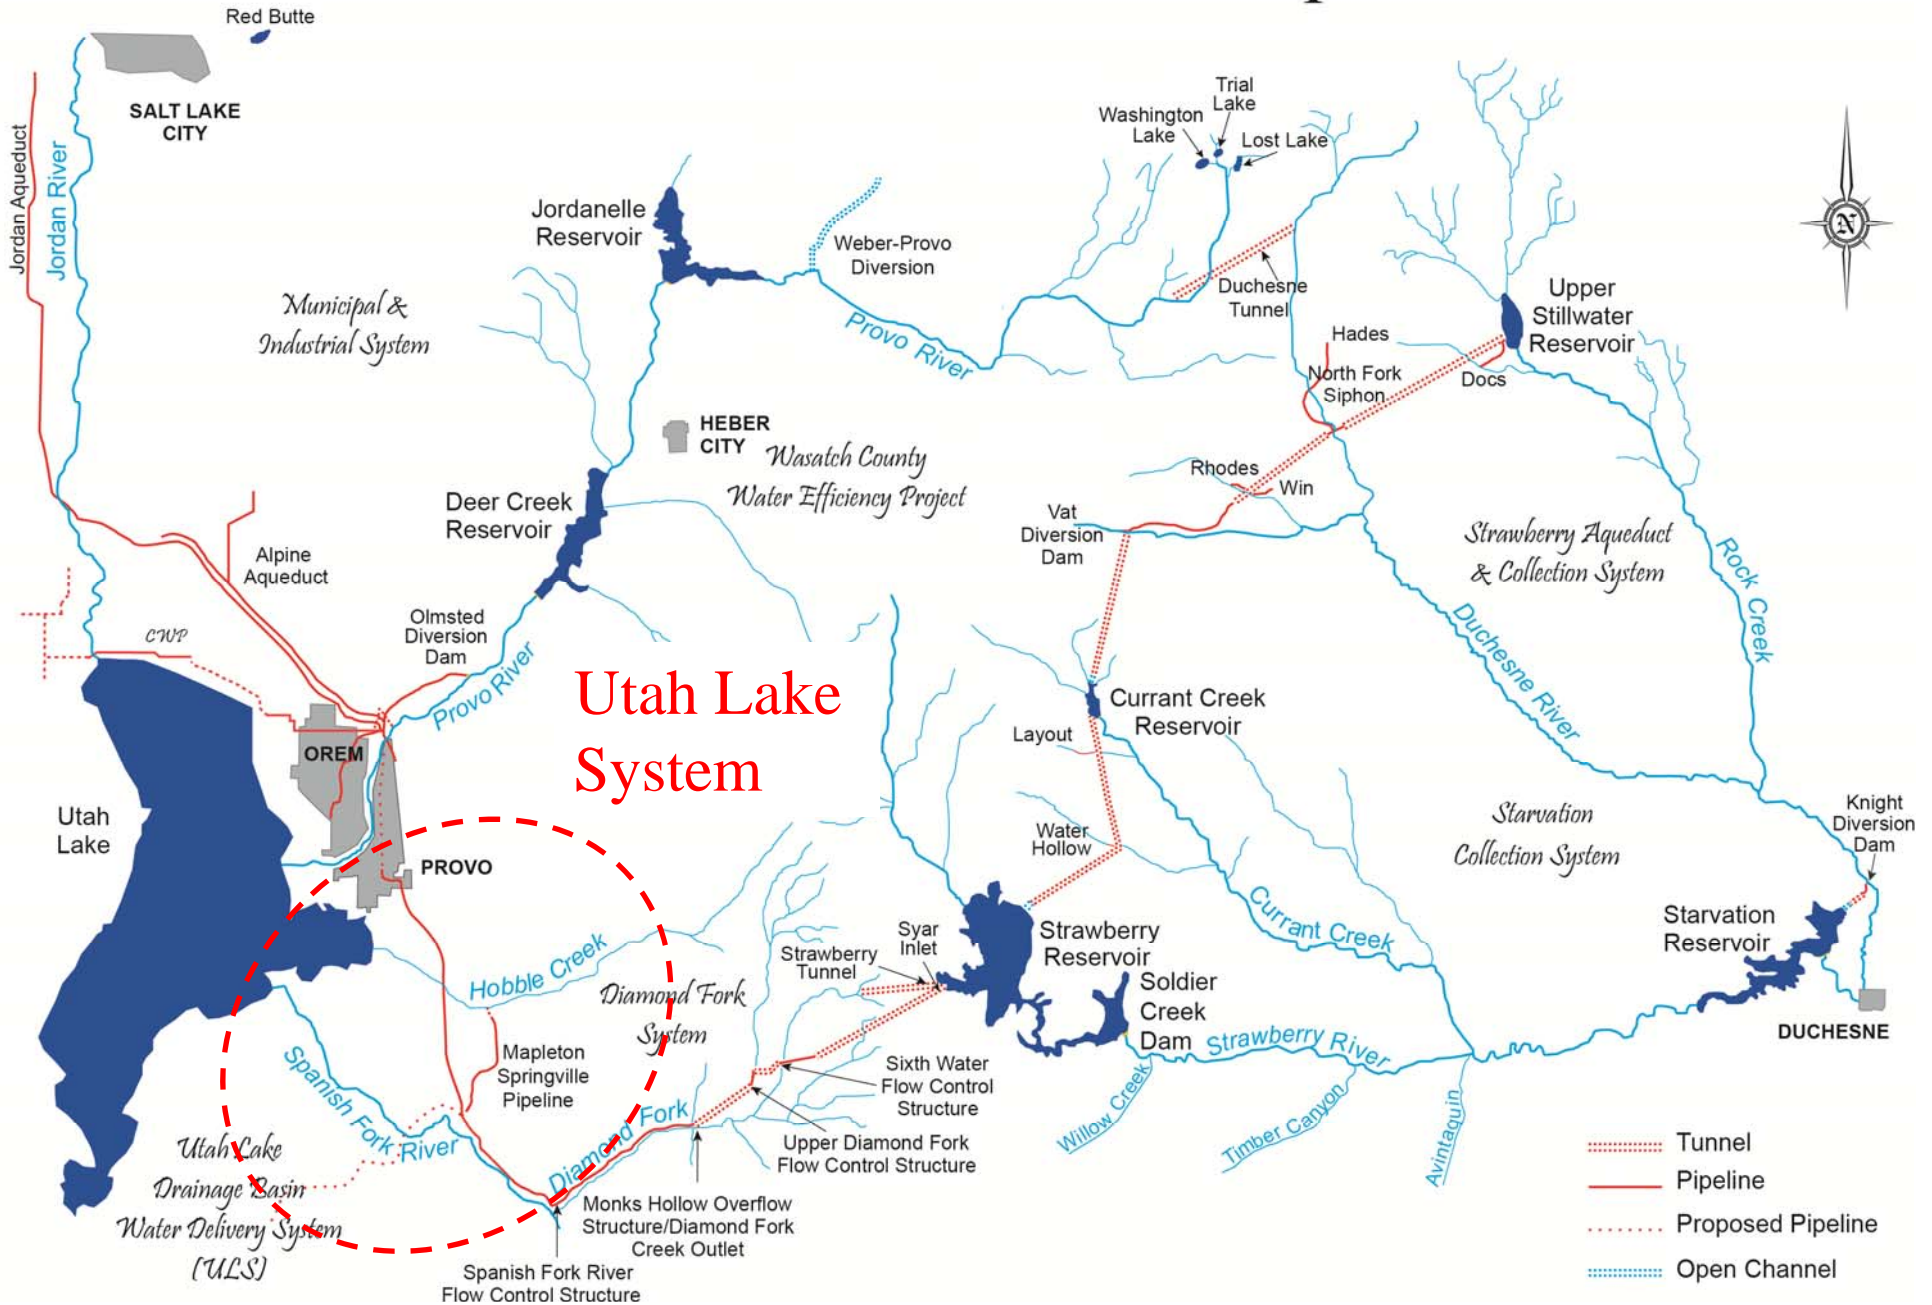 Red Butte
SALT LAKE
CITY
Jordan Aqueduct
Jordan River
Trial
Lake
Washington
Lake
Lost Lake
Jordanelle
Reservoir
Weber-Provo
Diversion
N
Municipal &
Industrial System
Duchesne
Tunnel
Upper
Stillwater
Reservoir
Provo River
Hades
North Fork
Siphon
Docs
HEBER
CITY
Wasatch County
Water Efficiency Project
Rhodes
Win
Deer Creek
Reservoir
Vat
Diversion
Dam
Strawberry Aqueduct
& Collection System
Rock Creek
Alpine
Aqueduct
Olmsted
Diversion
Dam
CWP
Duchesne River
Provo River
Utah Lake
System
Currant Creek
Reservoir
Layout
OREM
Utah
Lake
Water
Hollow
Starvation
Collection System
Knight
Diversion
Dam
PROVO
Currant Creek
Starvation
Reservoir
Syar
Inlet
Strawberry
Reservoir
Strawberry
Tunnel
Hobble Creek
Diamond Fork
System
Soldier
Creek
Dam
Strawberry River
DUCHESNE
Mapleton
Springville
Pipeline
Sixth Water
Flow Control
Structure
Spanish Fork River
Diamond Fork
Willow Creek
Timber Canyon
Avintaquin
Upper Diamond Fork
Flow Control Structure
Utah Lake
Drainage Basin
Water Delivery System
(ULS)
Monks Hollow Overflow
Structure/Diamond Fork
Creek Outlet
Spanish Fork River
Flow Control Structure
Tunnel
Pipeline
Proposed Pipeline
Open Channel